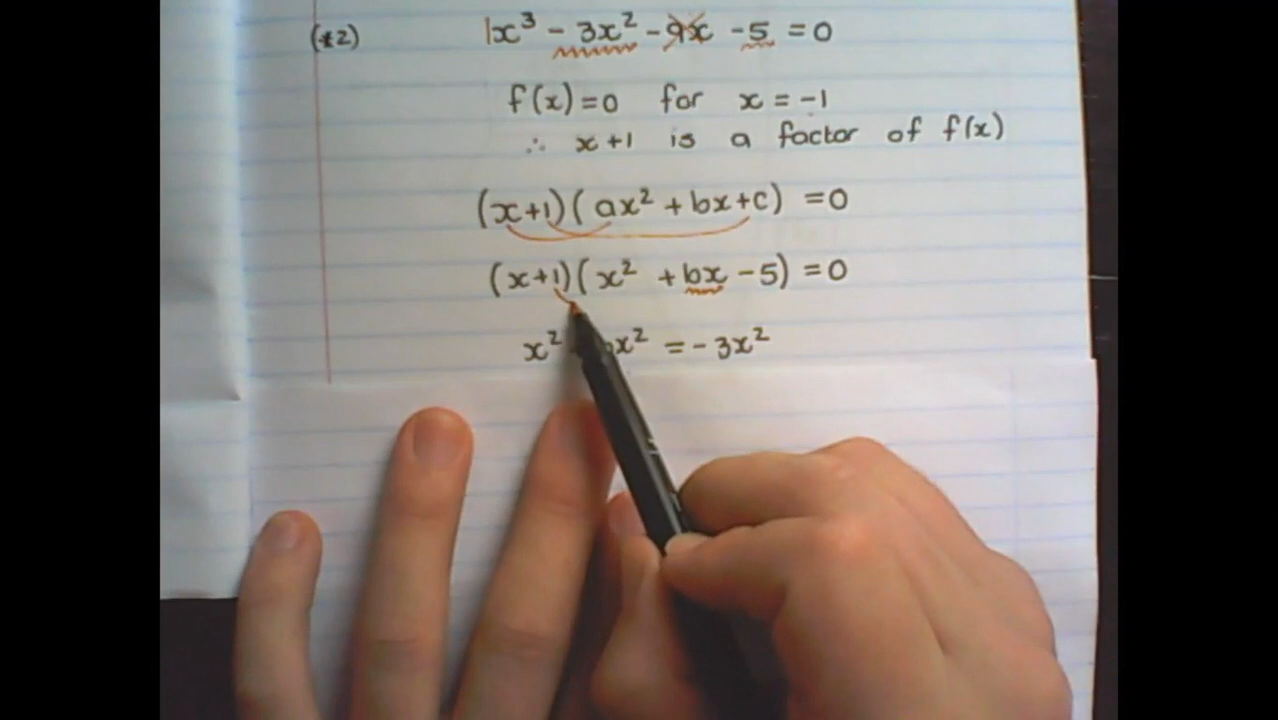 (*2) 1x³ - 3x² - 9x - 5 = 0
f(x) = 0 for x = -1
∴ x+1 is a factor of f(x)
(x+1)(ax² + bx + c) = 0
(x+1)(x² + bx - 5) = 0
x² x² = - 3x²